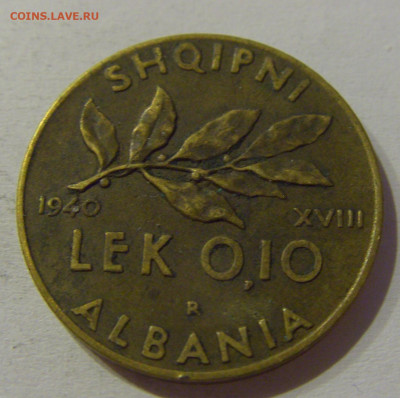 COINS.LAVE.RU
SHQIPNI
1940 XVIII
LEK 0,10
P
R
ALBANIA